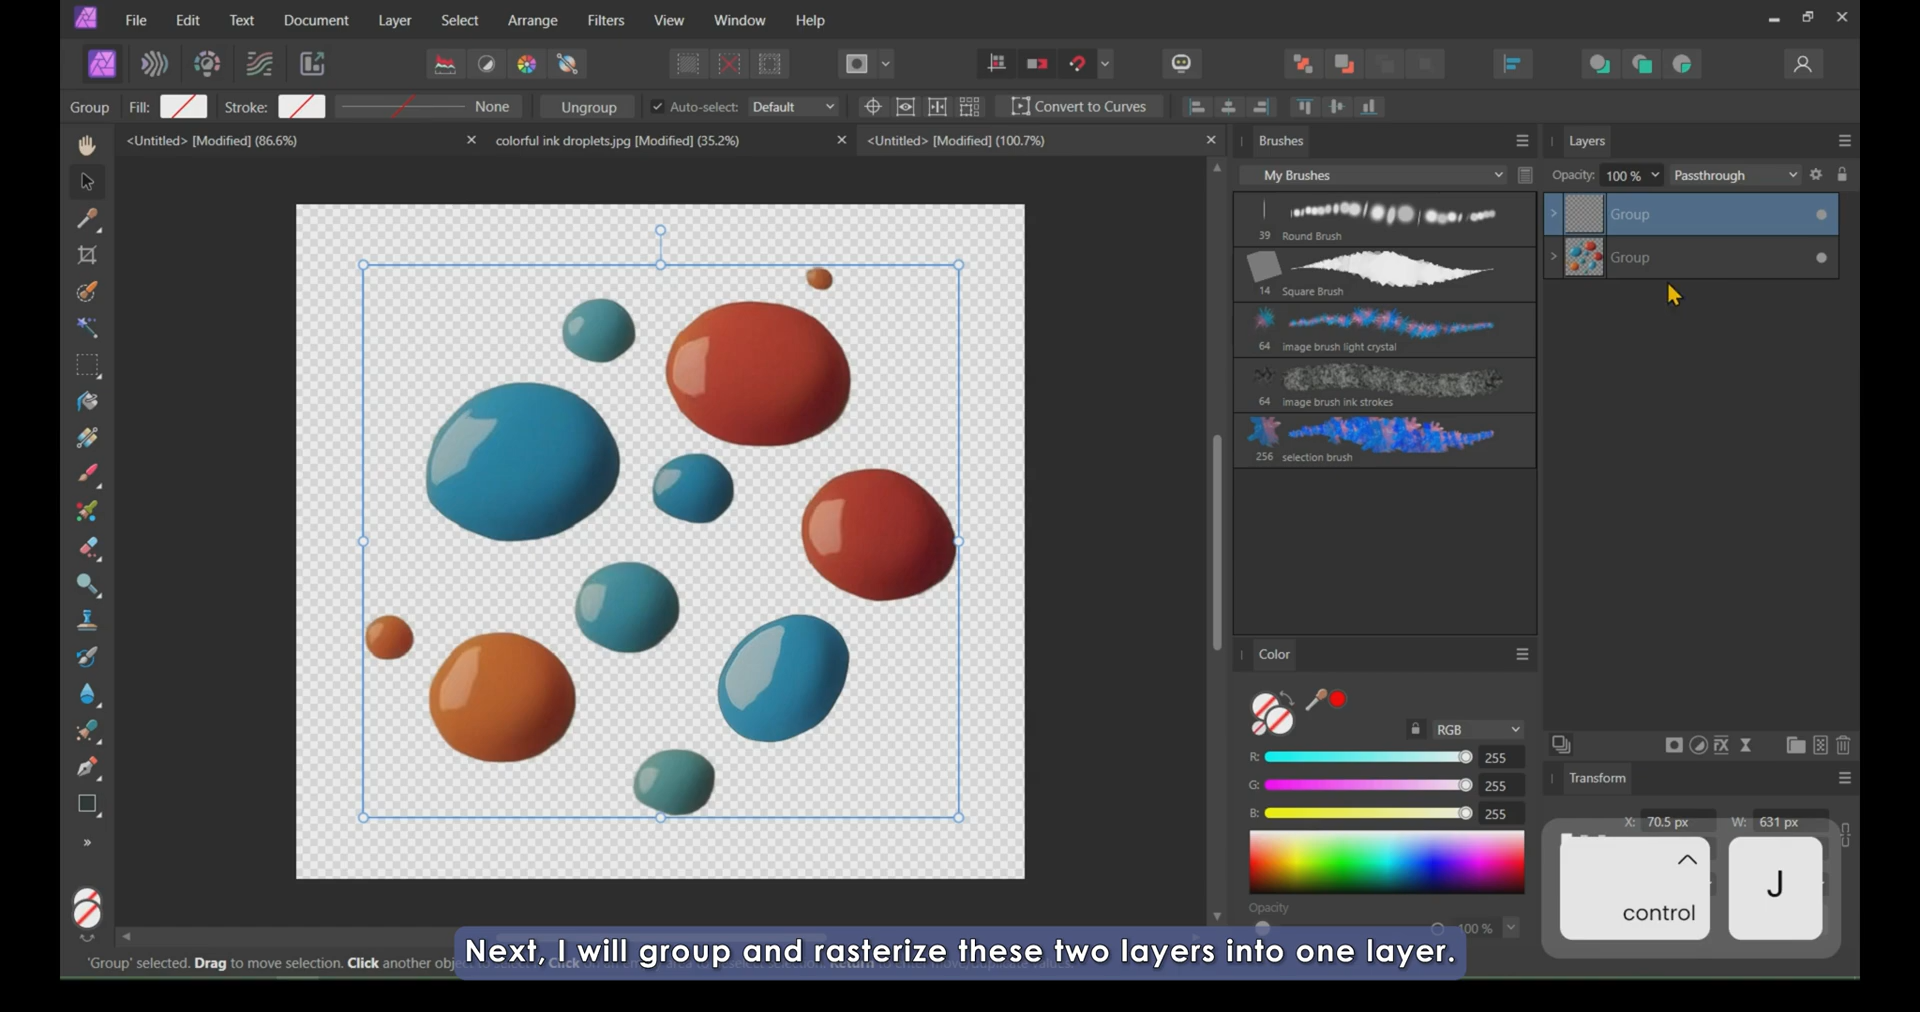 File Edit Text Document Layer Select Arrange Filters View Window Help
Group Fill: Stroke: None Ungroup Auto-select: Default Convert to Curves
<Untitled> [Modified] (86.6%) colorful ink droplets.jpg [Modified] (35.2%) <Untitled> [Modified] (100.7%)
Brushes
My Brushes
39 Round Brush
14 Square Brush
64 image brush light crystal
64 image brush ink strokes
256 selection brush
Layers
Opacity: 100 % Passthrough
Group
Group
Color
RGB
R: 255
G: 255
B: 255
Opacity
100 %
Transform
X: 70.5 px W: 631 px
control
J
'Group' selected. Drag to move selection. Click another
Next, I will group and rasterize these two layers into one layer.